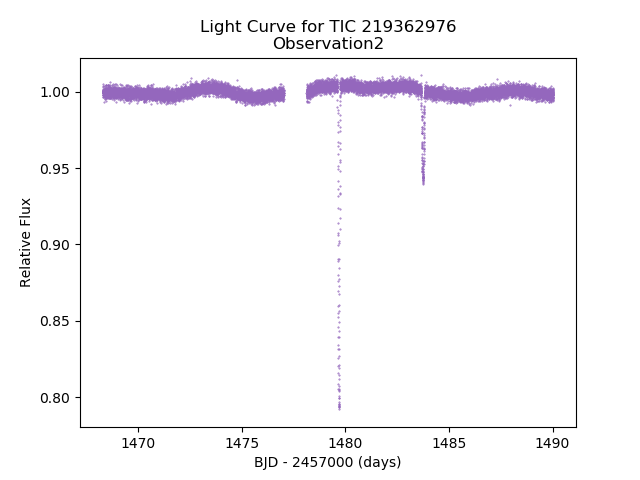 Light Curve for TIC 219362976
Observation2
1.00
0.95
0.90
0.85
0.80
Relative Flux
1470
1475
1480
1485
1490
BJD - 2457000 (days)